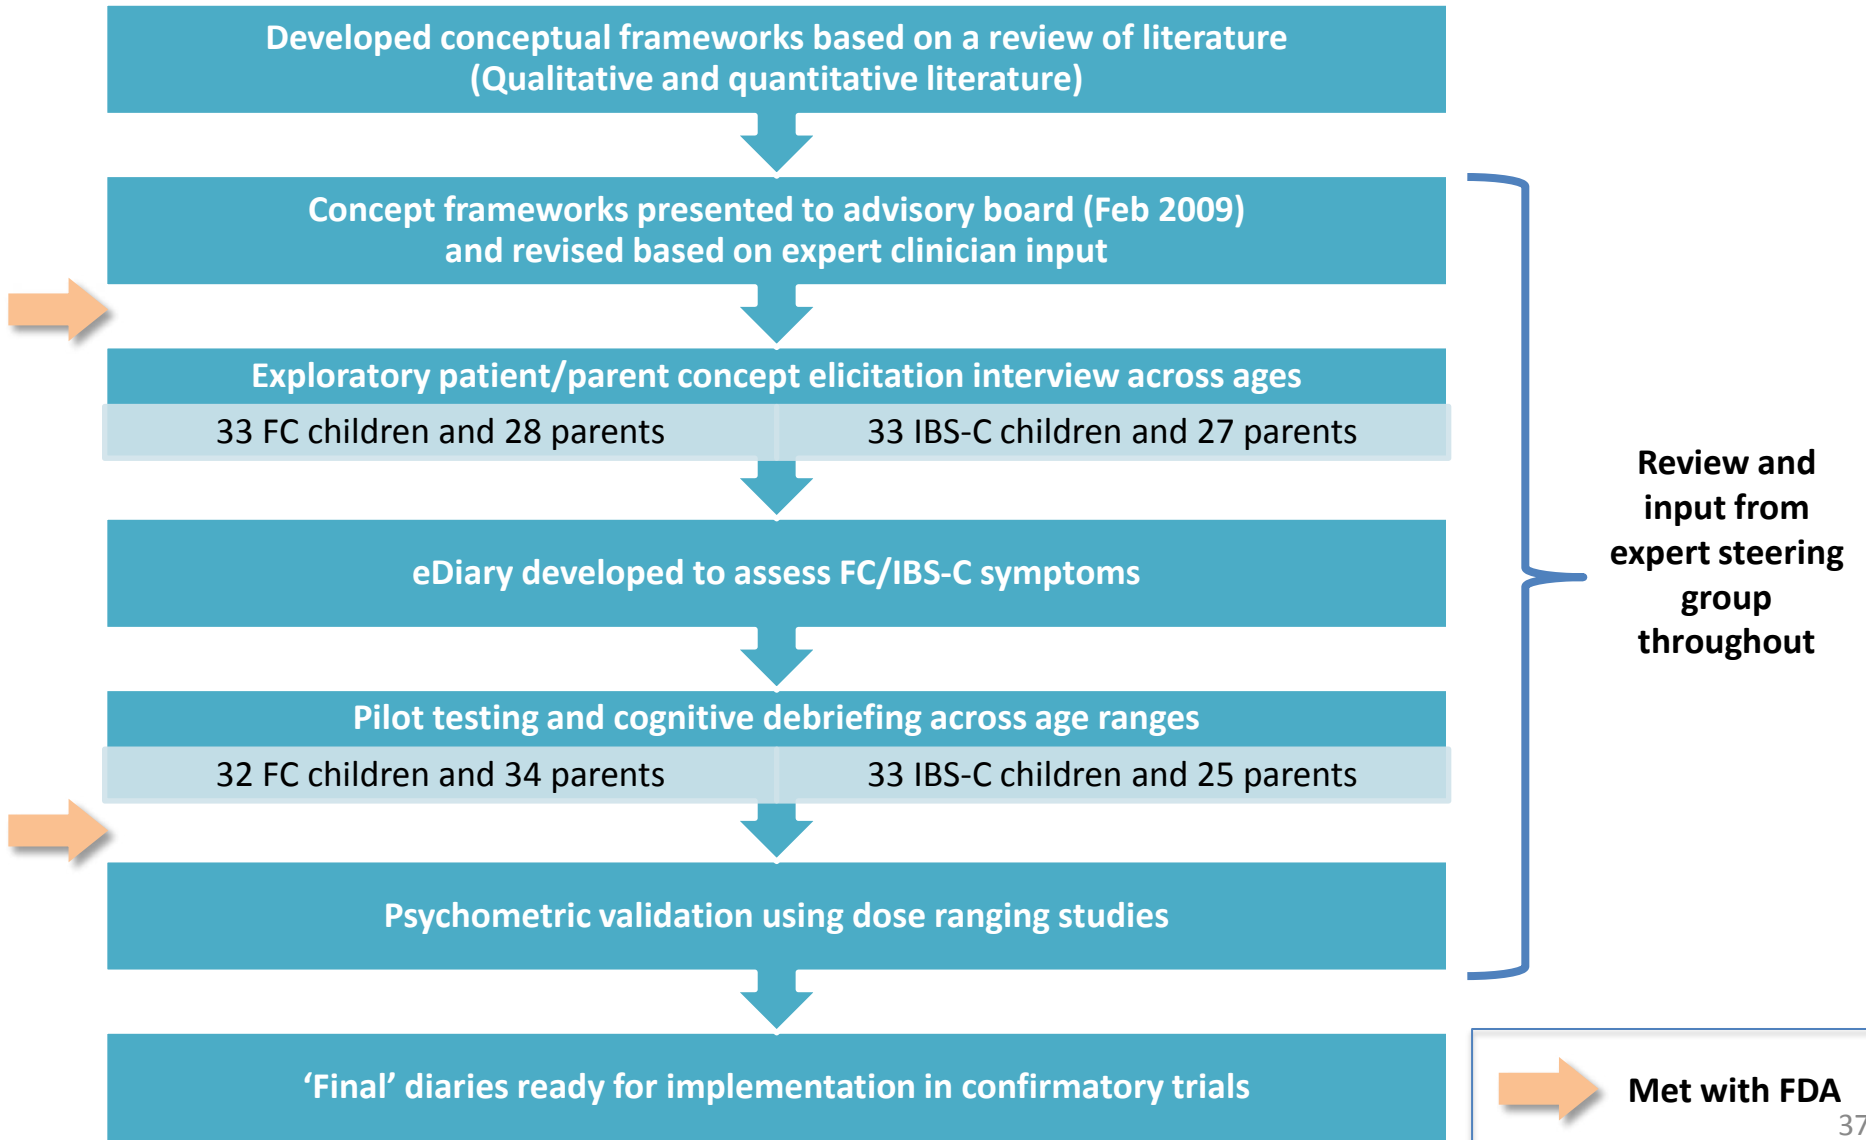 Developed conceptual frameworks based on a review of literature
(Qualitative and quantitative literature)
Concept frameworks presented to advisory board (Feb 2009)
and revised based on expert clinician input
Exploratory patient/parent concept elicitation interview across ages
33 FC children and 28 parents
33 IBS-C children and 27 parents
eDiary developed to assess FC/IBS-C symptoms
Pilot testing and cognitive debriefing across age ranges
32 FC children and 34 parents
33 IBS-C children and 25 parents
Psychometric validation using dose ranging studies
‘Final’ diaries ready for implementation in confirmatory trials
Review and
input from
expert steering
group
throughout
Met with FDA
37